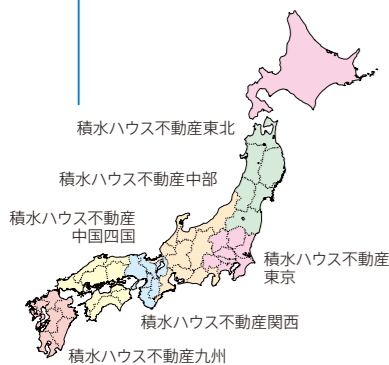 積水ハウス不動産東北
積水ハウス不動産中部
積水ハウス不動産
中国四国
積水ハウス不動産
東京
積水ハウス不動産関西
積水ハウス不動産九州